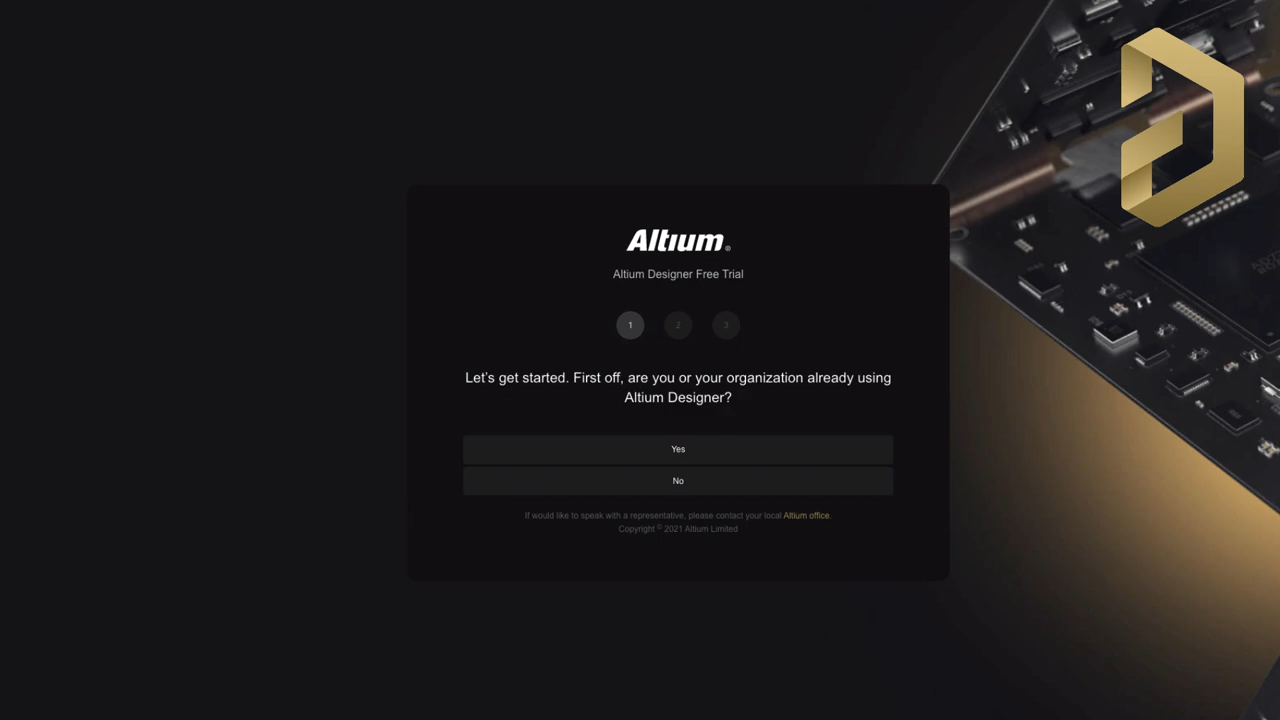 Altium®
Altium Designer Free Trial
1 2 3
Let's get started. First off, are you or your organization already using
Altium Designer?
Yes
No
If would like to speak with a representative, please contact your local Altium office.
Copyright © 2021 Altium Limited